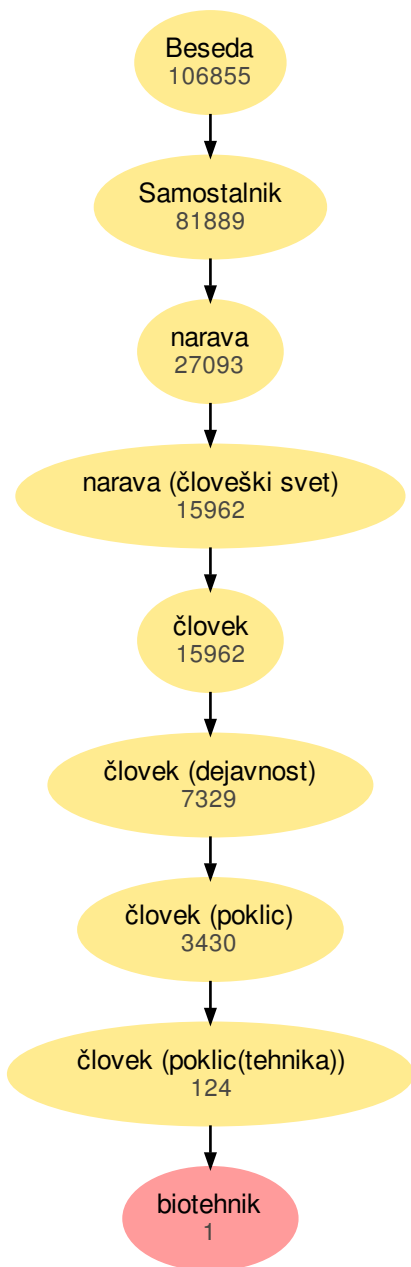 Beseda
106855
Samostalnik
81889
narava
27093
narava (človeški svet)
15962
človek
15962
človek (dejavnost)
7329
človek (poklic)
3430
človek (poklic(tehnika))
124
biotehnik
1